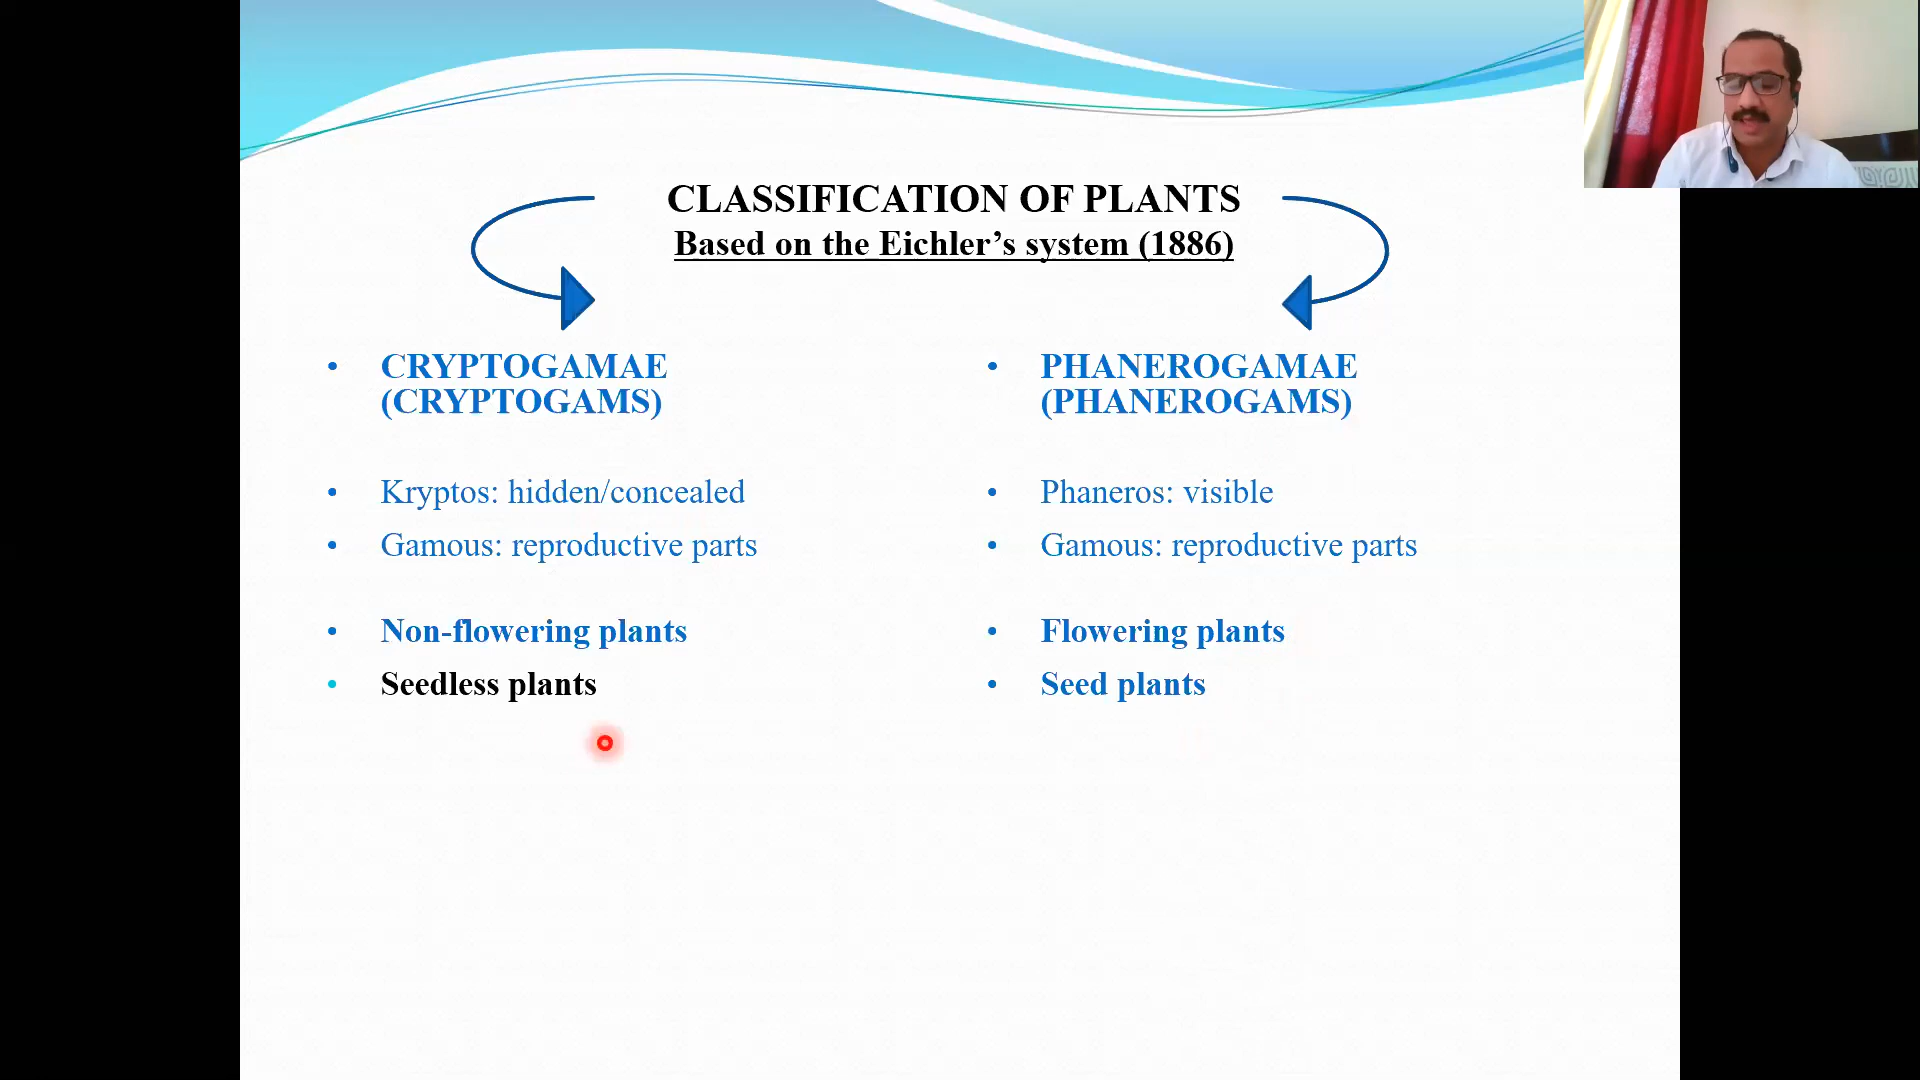 CLASSIFICATION OF PLANTS
Based on the Eichler’s system (1886)
• CRYPTOGAMAE
(CRYPTOGAMS)
• Kryptos: hidden/concealed
• Gamous: reproductive parts
• Non-flowering plants
• Seedless plants
• PHANEROGAMAE
(PHANEROGAMS)
• Phaneros: visible
• Gamous: reproductive parts
• Flowering plants
• Seed plants